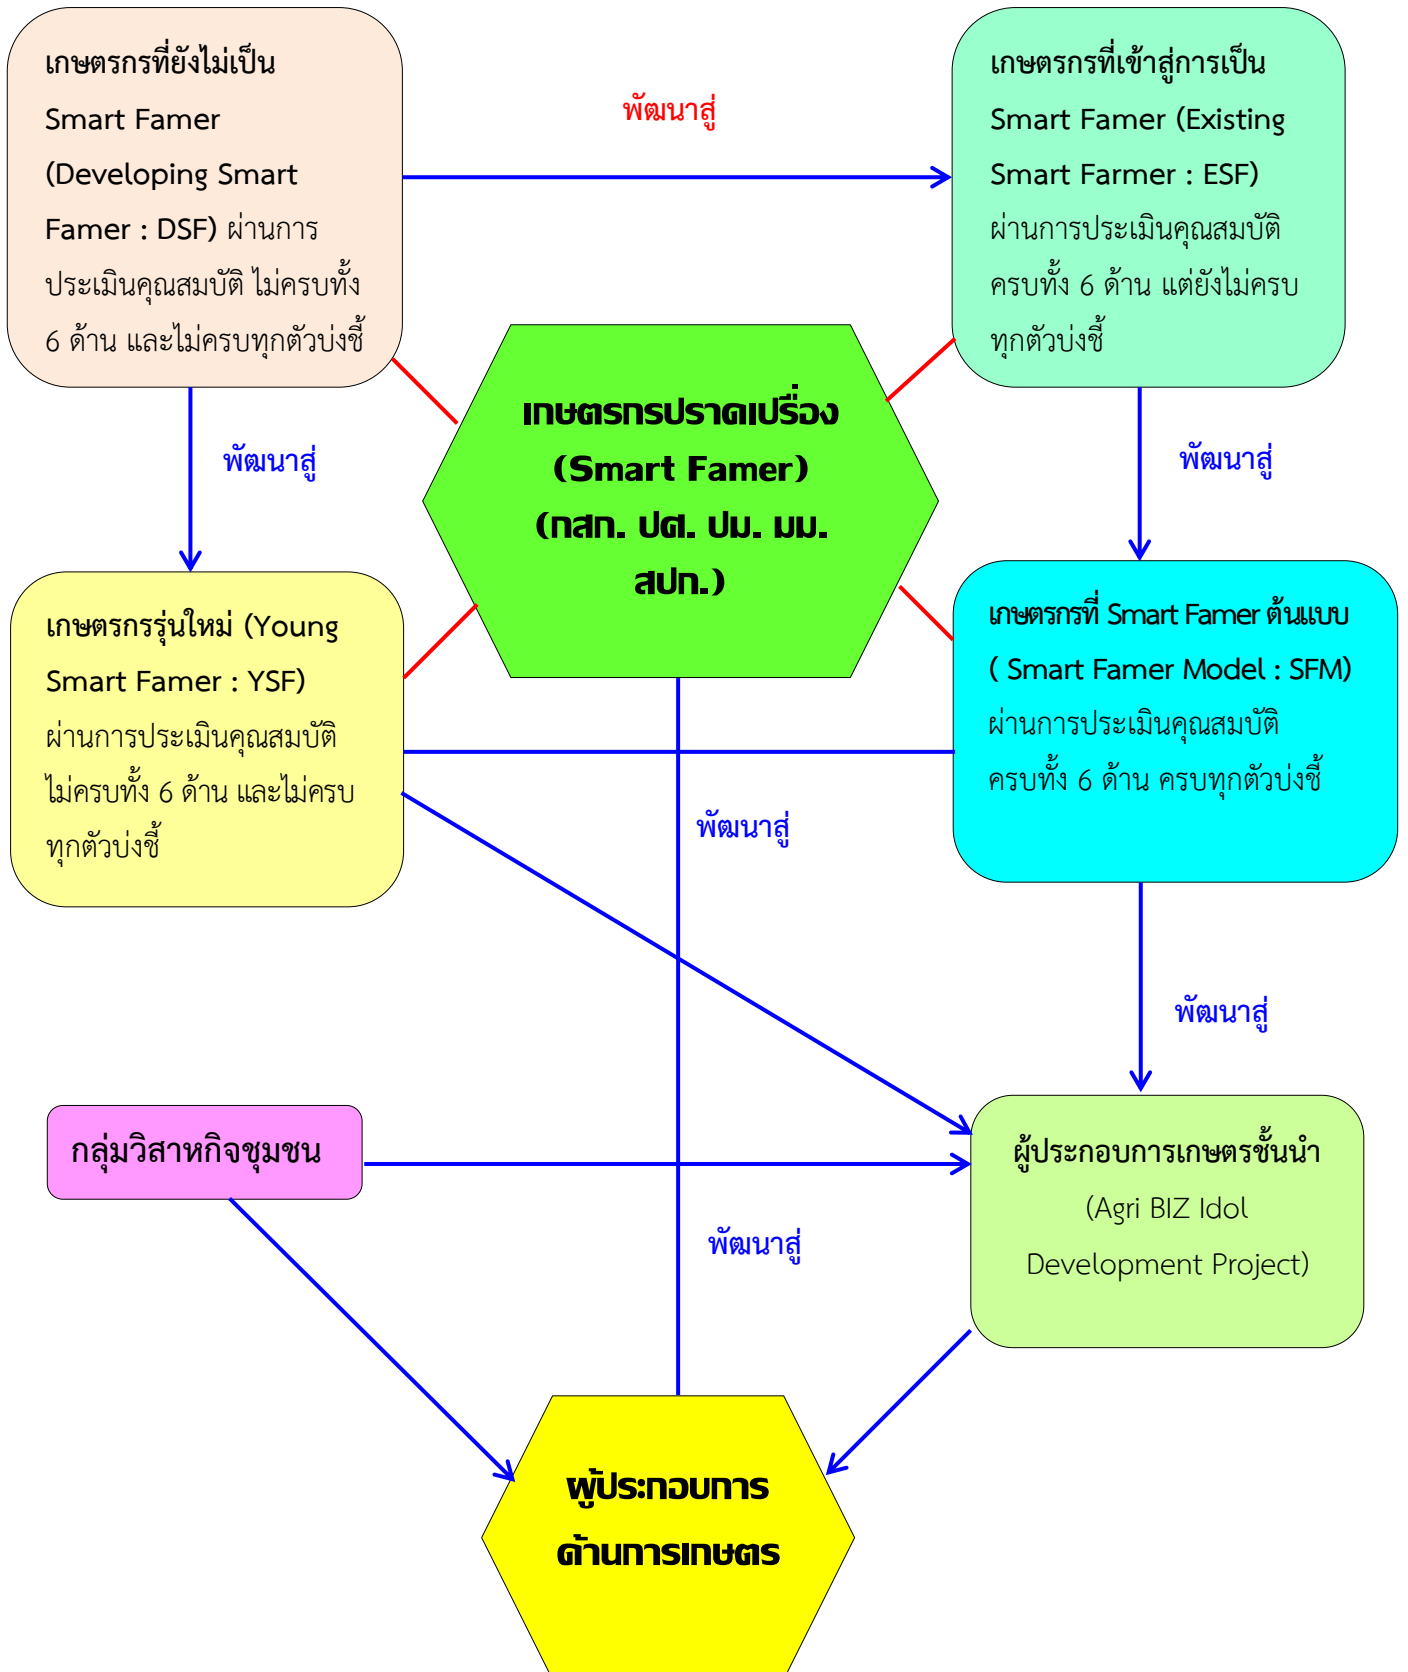 เกษตรกรที่ยังไม่เป็น
Smart Famer
(Developing Smart
Famer : DSF) ผ่านการ
ประเมินคุณสมบัติ ไม่ครบทั้ง
6 ด้าน และไม่ครบทุกตัวบ่งชี้
พัฒนาสู่
เกษตรกรที่เข้าสู่การเป็น
Smart Famer (Existing
Smart Farmer : ESF)
ผ่านการประเมินคุณสมบัติ
ครบทั้ง 6 ด้าน แต่ยังไม่ครบ
ทุกตัวบ่งชี้
เกษตรกรปราดเปรื่อง
(Smart Famer)
(กสก. ปศ. ปม. มม.
สปก.)
พัฒนาสู่
พัฒนาสู่
เกษตรกรรุ่นใหม่ (Young
Smart Famer : YSF)
ผ่านการประเมินคุณสมบัติ
ไม่ครบทั้ง 6 ด้าน และไม่ครบ
ทุกตัวบ่งชี้
เกษตรกรที่ Smart Famer ต้นแบบ
( Smart Famer Model : SFM)
ผ่านการประเมินคุณสมบัติ
ครบทั้ง 6 ด้าน ครบทุกตัวบ่งชี้
พัฒนาสู่
พัฒนาสู่
กลุ่มวิสาหกิจชุมชน
ผู้ประกอบการเกษตรชั้นนำ
(Agri BIZ Idol
Development Project)
พัฒนาสู่
ผู้ประกอบการ
ด้านการเกษตร